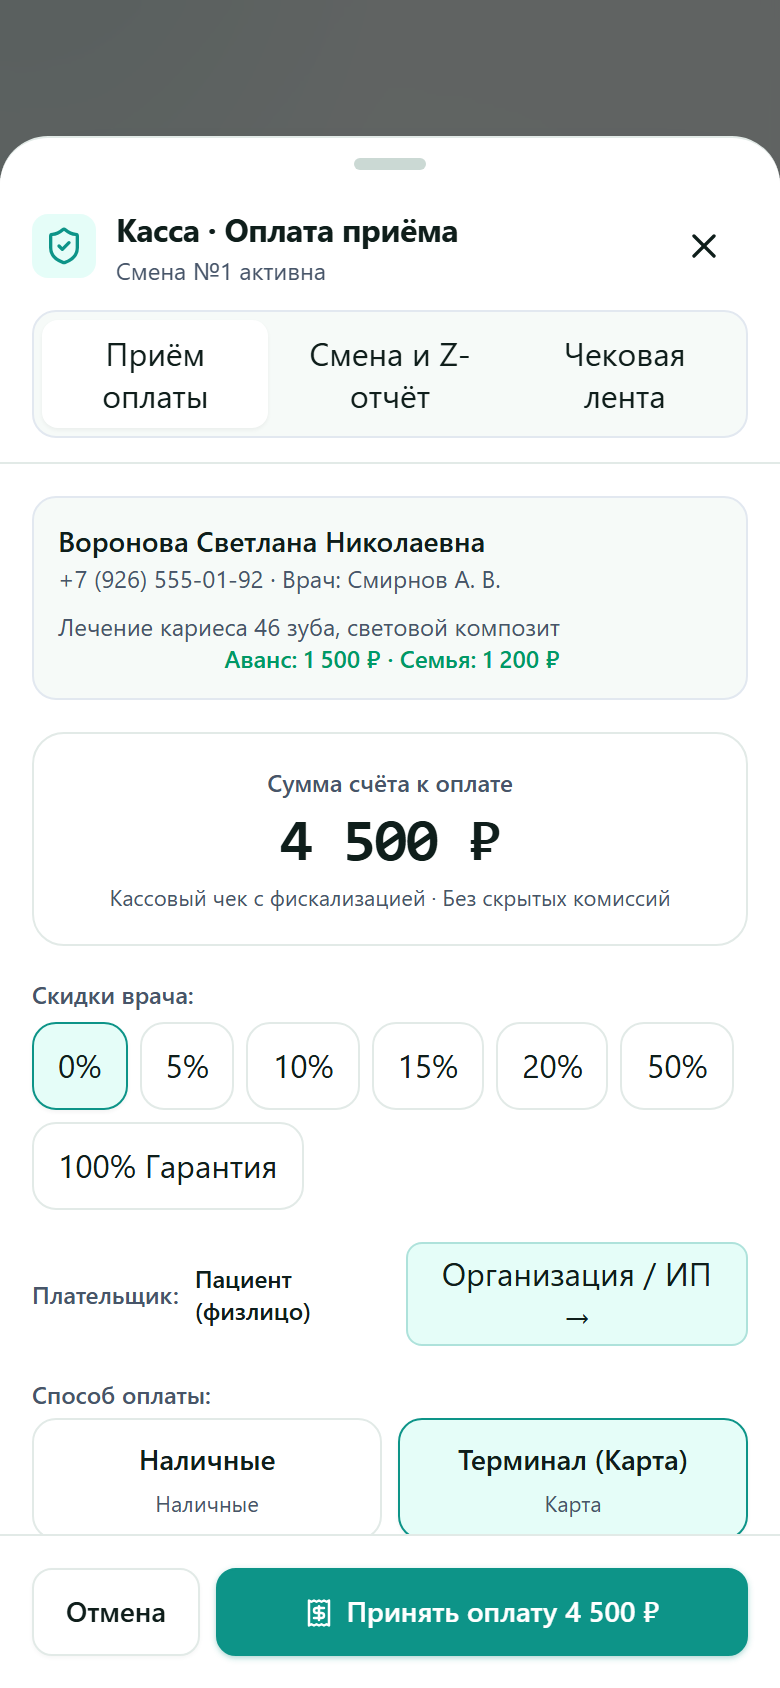 Касса · Оплата приёма
Смена №1 активна
Приём
оплаты
Смена и Z-
отчёт
Чековая
лента
Воронова Светлана Николаевна
+7 (926) 555-01-92 · Врач: Смирнов А. В.
Лечение кариеса 46 зуба, световой композит
Аванс: 1 500 ₽ · Семья: 1 200 ₽
Сумма счёта к оплате
4 500 ₽
Кассовый чек с фискализацией · Без скрытых комиссий
Скидки врача:
0%
5%
10%
15%
20%
50%
100% Гарантия
Плательщик:
Пациент
(физлицо)
Организация / ИП
→
Способ оплаты:
Наличные
Наличные
Терминал (Карта)
Карта
Отмена
Принять оплату 4 500 ₽